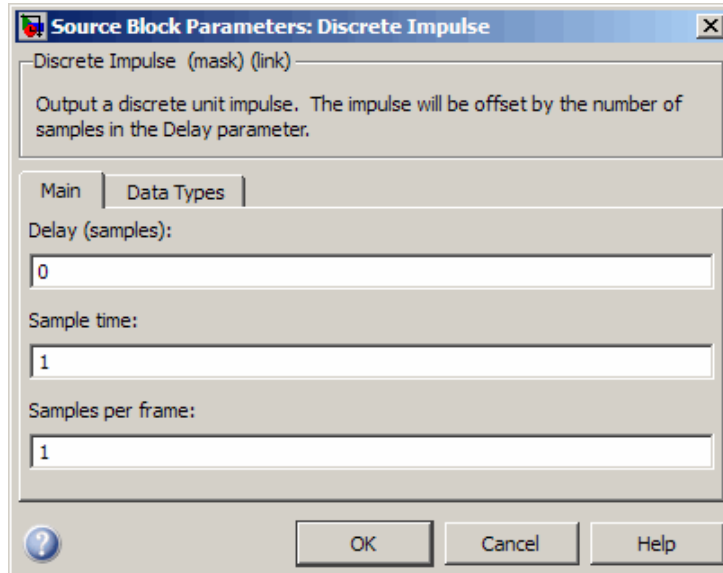 Source Block Parameters: Discrete Impulse
Discrete Impulse (mask) (link)
Output a discrete unit impulse. The impulse will be offset by the number of
samples in the Delay parameter.
Main Data Types
Delay (samples):
0
Sample time:
1
Samples per frame:
1
OK Cancel Help